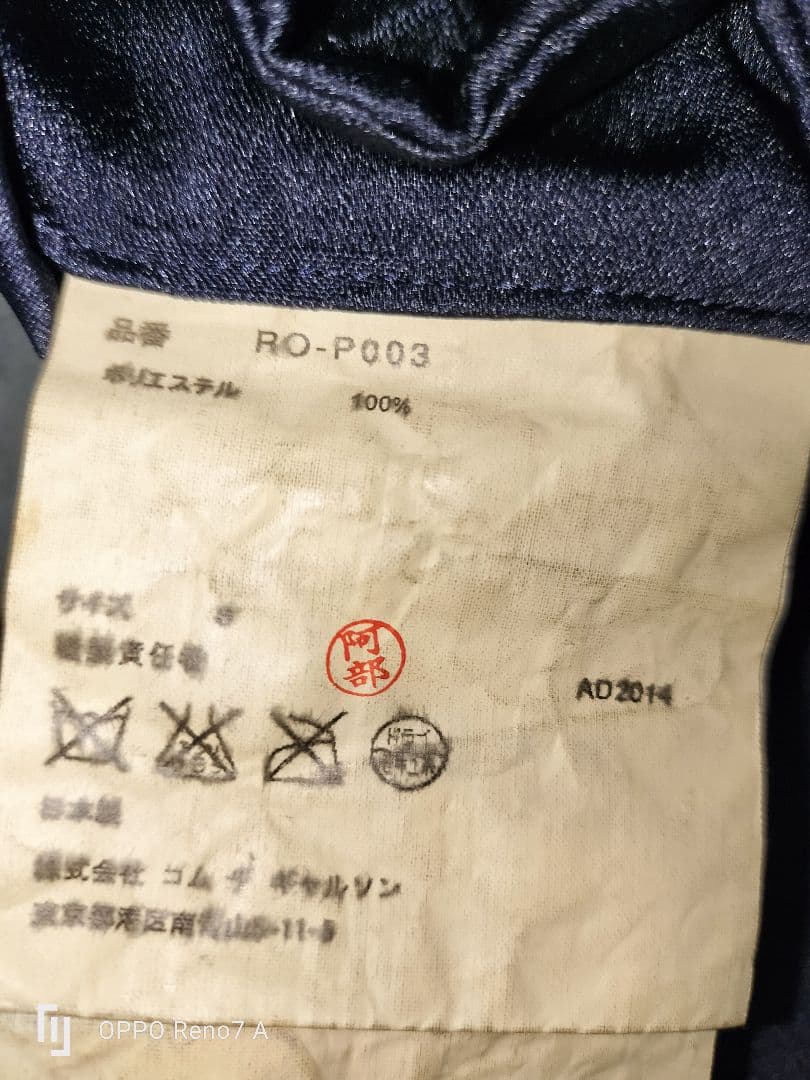 品番 RO-P003
ポリエステル 100%
サイズ S
縫製責任者 阿部
AD2014
ドライ
日本製
株式会社 コム デ ギャルソン
東京都港区南青山5-11-5
OPPO Reno7 A